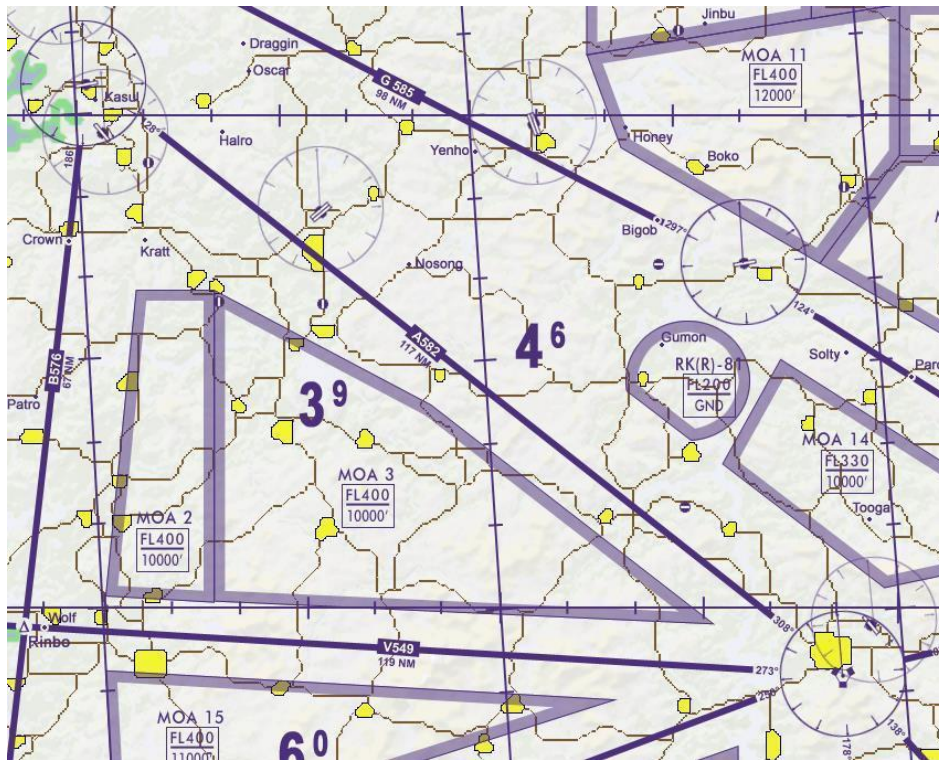 Jinbu
Draggin
MOA 11
FL400
12000'
Oscar
G 585
98 NM
128°
Honey
Halro
Yenho
186°
Boko
Bigob
297°
Crown
Kratt
Nosong
124°
A582
117 NM
4 6
Gumon
Solty
RK(R)-81
FL200
GND
B576
67 NM
3 9
Patro
MOA 14
FL330
10000'
MOA 3
FL400
10000'
Tooga
MOA 2
FL400
10000'
Wolf
308°
Rinbo
V549
119 NM
273°
MOA 15
FL400
11000'
6 0
138°
178°